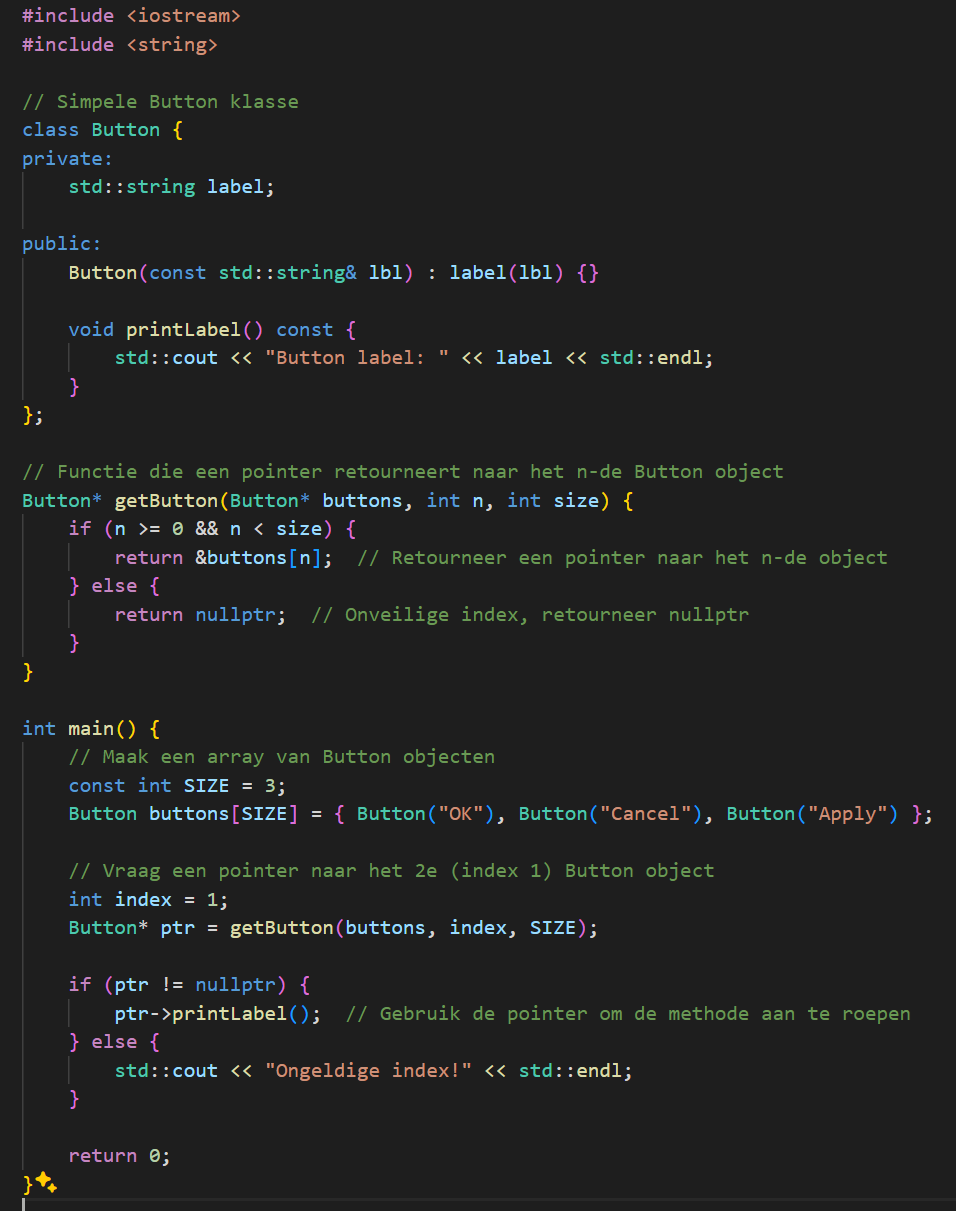 #include <iostream>
#include <string>

// Simpele Button klasse
class Button {
private:
    std::string label;

public:
    Button(const std::string& lbl) : label(lbl) {}

    void printLabel() const {
        std::cout << "Button label: " << label << std::endl;
    }
};

// Functie die een pointer retourneert naar het n-de Button object
Button* getButton(Button* buttons, int n, int size) {
    if (n >= 0 && n < size) {
        return &buttons[n];  // Retourneer een pointer naar het n-de object
    } else {
        return nullptr;  // Onveilige index, retourneer nullptr
    }
}

int main() {
    // Maak een array van Button objecten
    const int SIZE = 3;
    Button buttons[SIZE] = { Button("OK"), Button("Cancel"), Button("Apply") };

    // Vraag een pointer naar het 2e (index 1) Button object
    int index = 1;
    Button* ptr = getButton(buttons, index, SIZE);

    if (ptr != nullptr) {
        ptr->printLabel();  // Gebruik de pointer om de methode aan te roepen
    } else {
        std::cout << "Ongeldige index!" << std::endl;
    }

    return 0;
}